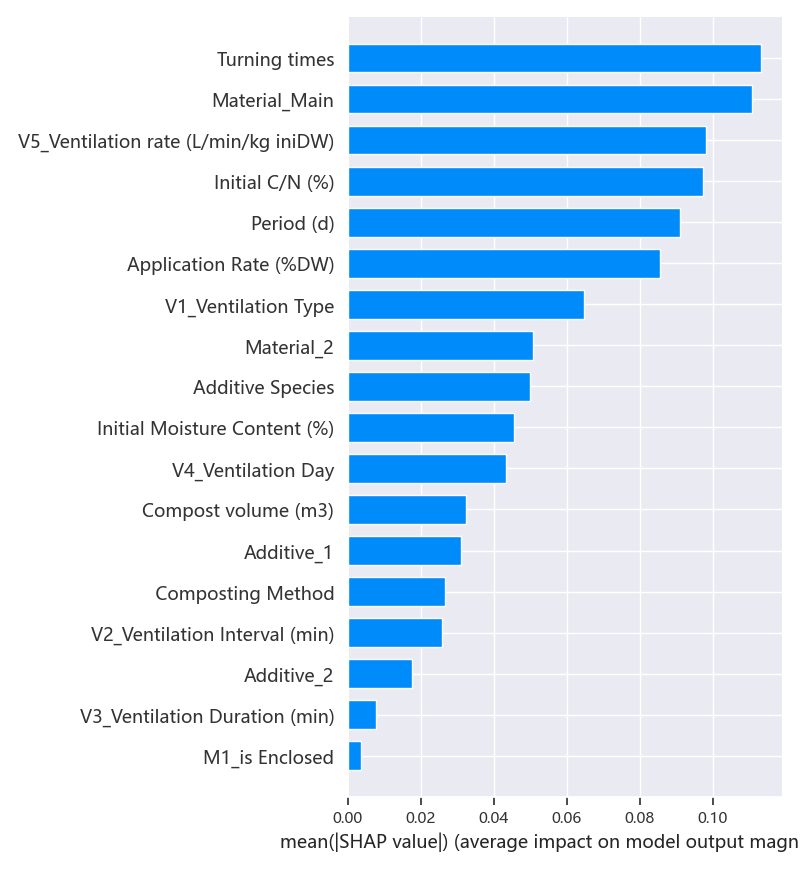 Turning times
Material_Main
V5_Ventilation rate (L/min/kg iniDW)
Initial C/N (%)
Period (d)
Application Rate (%DW)
V1_Ventilation Type
Material_2
Additive Species
Initial Moisture Content (%)
V4_Ventilation Day
Compost volume (m3)
Additive_1
Composting Method
V2_Ventilation Interval (min)
Additive_2
V3_Ventilation Duration (min)
M1_is Enclosed
0.00 0.02 0.04 0.06 0.08 0.10
mean(|SHAP value|) (average impact on model output magn